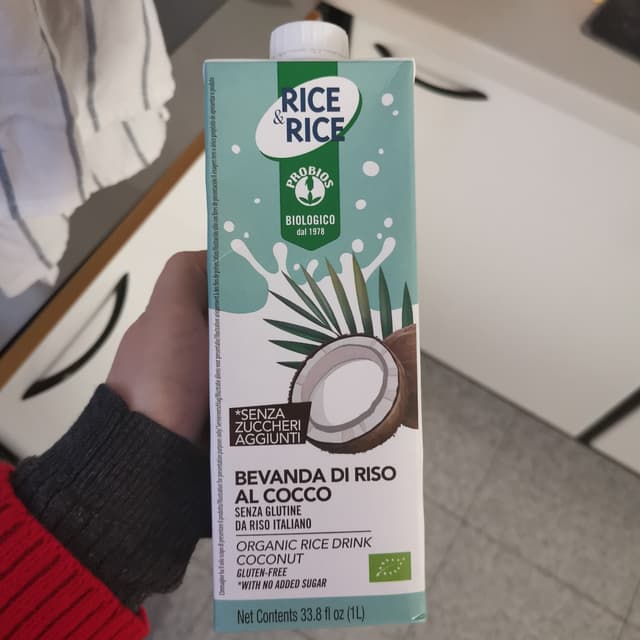 RICE
&
RICE
PROBIOS
BIOLOGICO
dal 1978
*SENZA
ZUCCHERI
AGGIUNTI
BEVANDA DI RISO
AL COCCO
SENZA GLUTINE
DA RISO ITALIANO
ORGANIC RICE DRINK
COCONUT
GLUTEN-FREE
*WITH NO ADDED SUGAR
Net Contents 33.8 fl oz (1L)